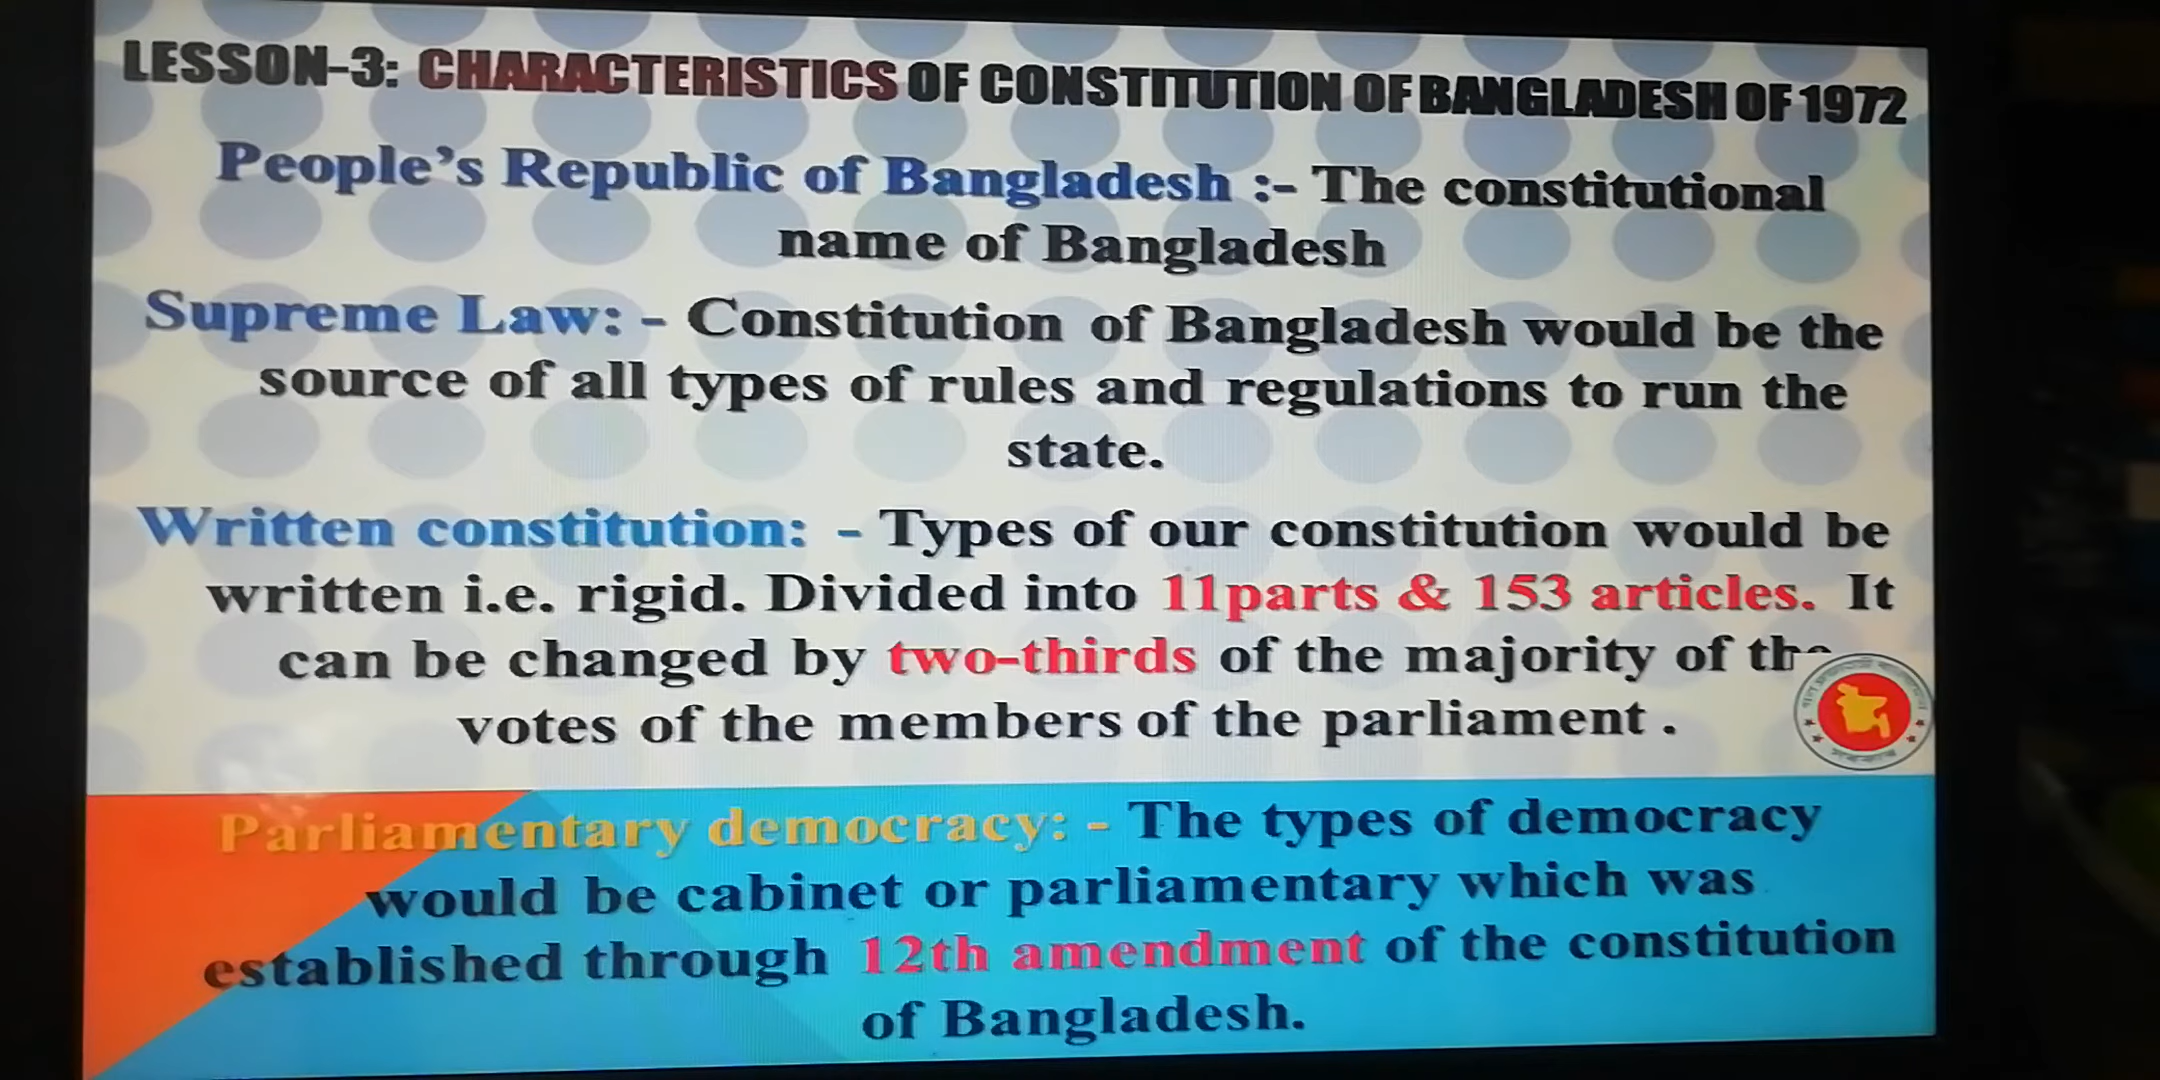 LESSON-3: CHARACTERISTICS OF CONSTITUTION OF BANGLADESH OF 1972
People's Republic of Bangladesh :- The constitutional
name of Bangladesh
Supreme Law: - Constitution of Bangladesh would be the
source of all types of rules and regulations to run the
state.
Written constitution: - Types of our constitution would be
written i.e. rigid. Divided into 11parts & 153 articles. It
can be changed by two-thirds of the majority of the
votes of the members of the parliament .
Parliamentary democracy: - The types of democracy
would be cabinet or parliamentary which was
established through 12th amendment of the constitution
of Bangladesh.